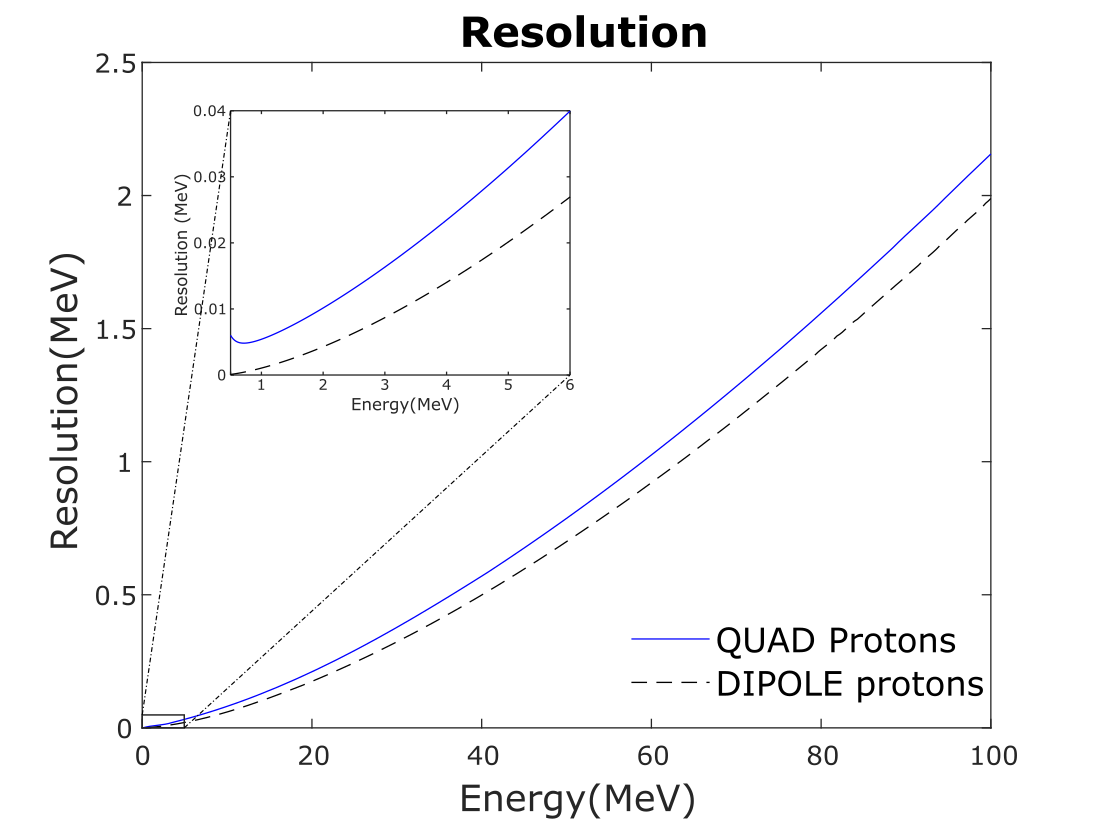 Resolution
2.5
2
1.5
1
0.5
0
Resolution(MeV)
0.04
0.03
0.02
0.01
0
Resolution (MeV)
1 2 3 4 5 6
Energy(MeV)
QUAD Protons
DIPOLE protons
0 20 40 60 80 100
Energy(MeV)